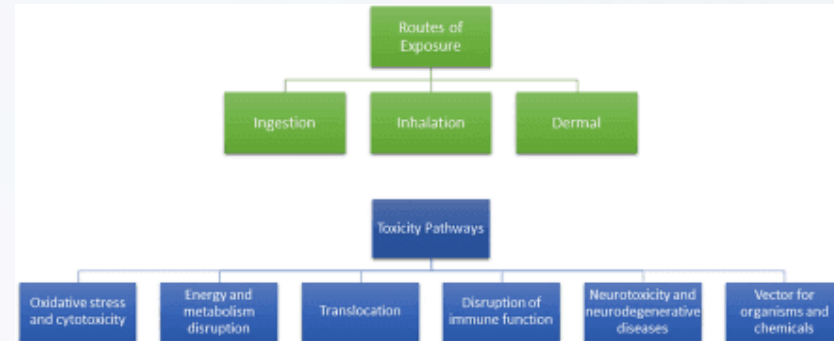 Routes of
Exposure
Ingestion
Inhalation
Dermal
Toxicity Pathways
Oxidative stress
and cytotoxicity
Energy and
metabolism
disruption
Translocation
Disruption of
immune function
Neurotoxicity and
neurodegenerative
diseases
Vector for
organisms and
chemicals